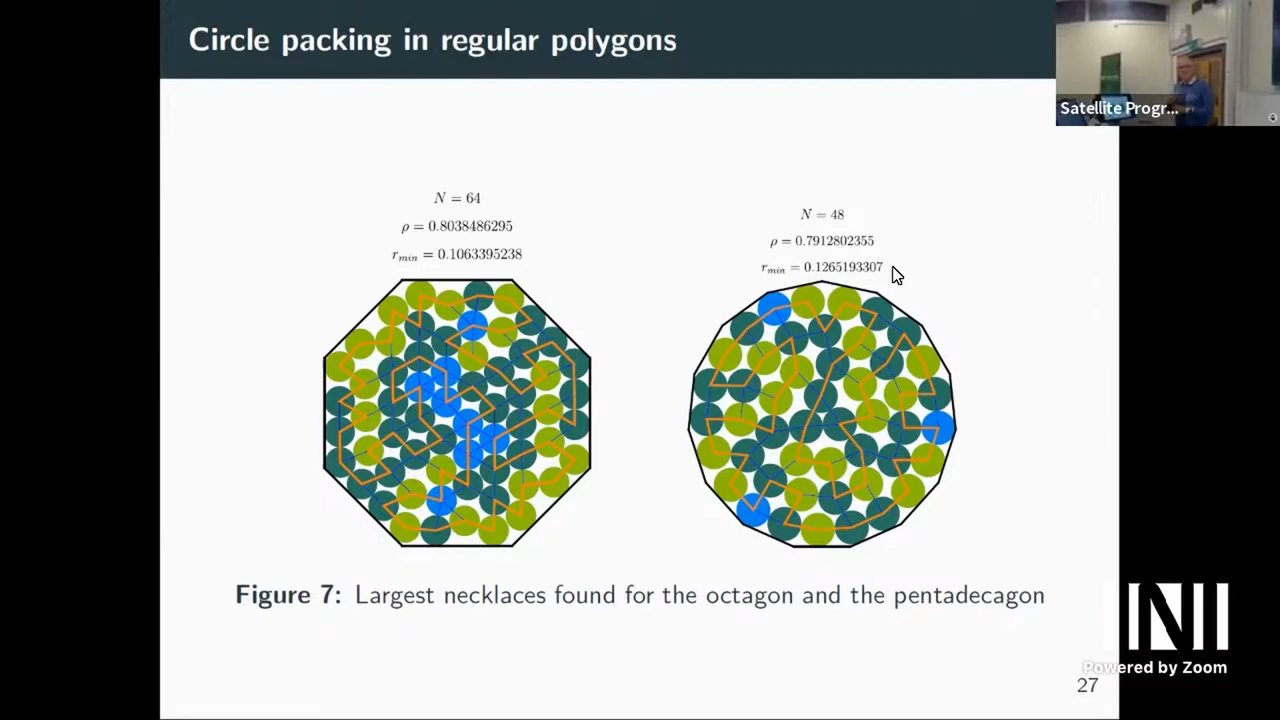 Circle packing in regular polygons
Satellite Progr...
N = 64
ρ = 0.8038486295
r_min = 0.1063395238
N = 48
ρ = 0.7912802355
r_min = 0.1265193307
Figure 7: Largest necklaces found for the octagon and the pentadecagon
INI
Powered by Zoom
27